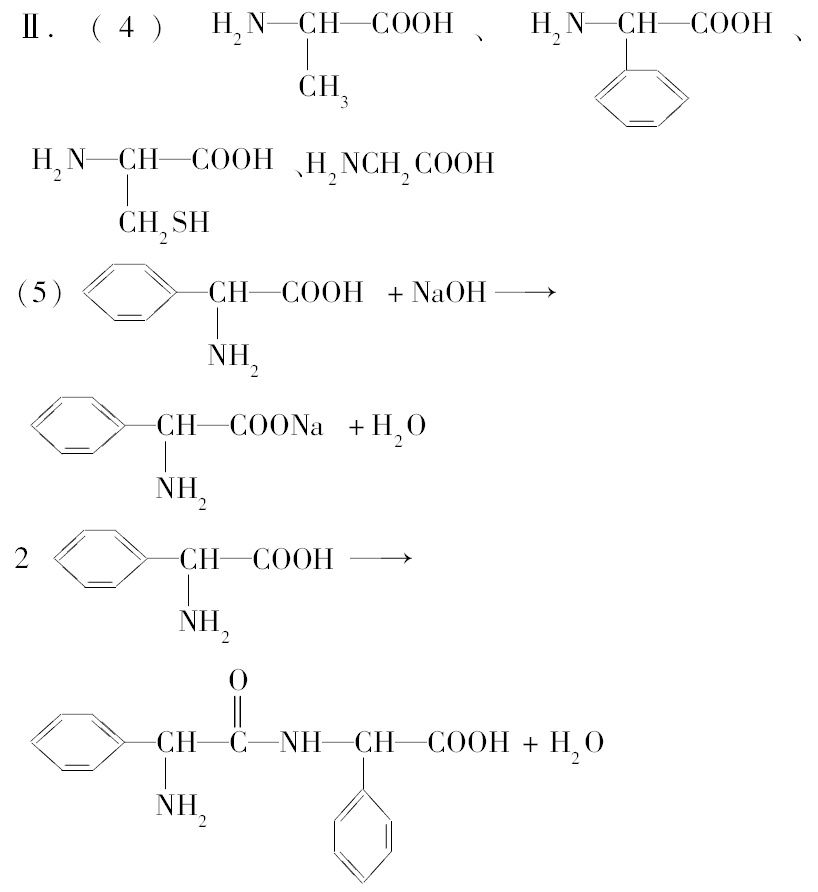 Ⅱ.(4) H₂N—CH—COOH、 H₂N—CH—COOH、
CH₃
H₂N—CH—COOH、H₂NCH₂COOH
CH₂SH
(5) —CH—COOH + NaOH ⟶
NH₂
—CH—COONa + H₂O
NH₂
2 —CH—COOH ⟶
NH₂
O
—CH—C—NH—CH—COOH + H₂O
NH₂